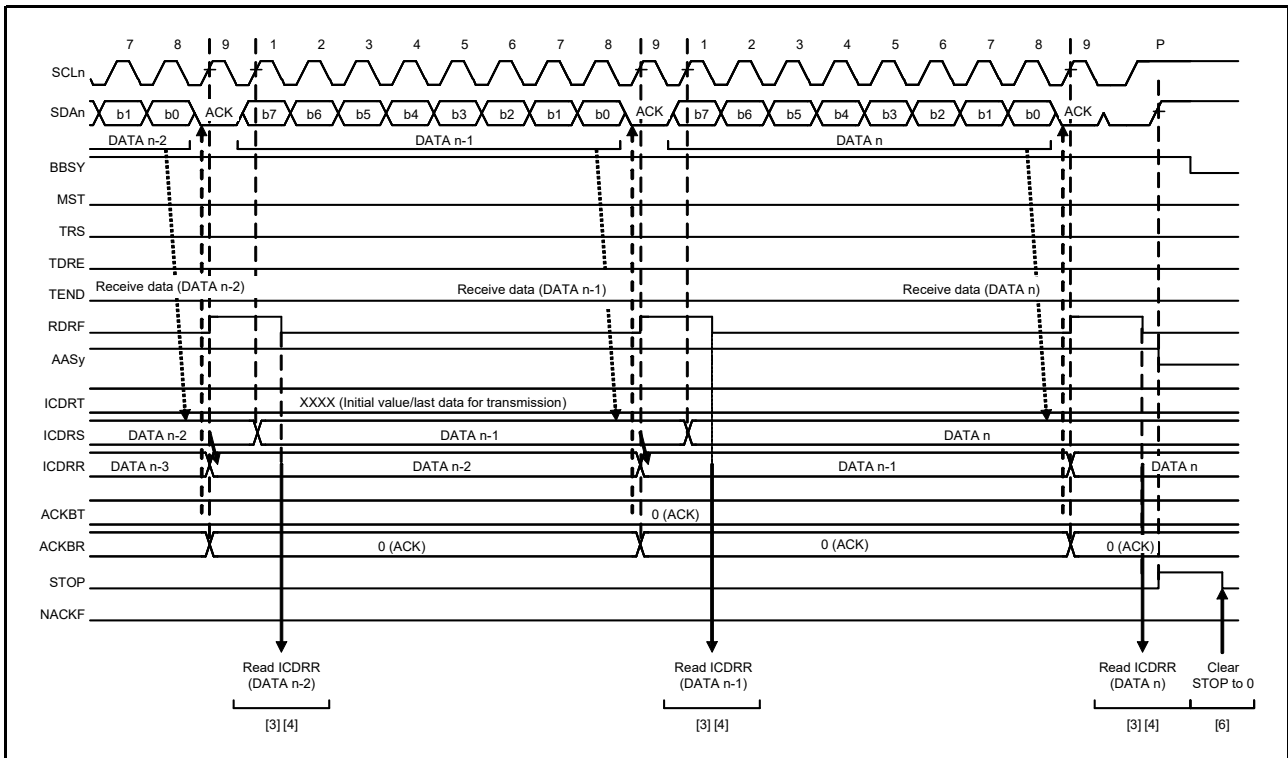 7 8 9 1 2 3 4 5 6 7 8 9 1 2 3 4 5 6 7 8 9 P
SCLn
SDAn b1 b0 ACK b7 b6 b5 b4 b3 b2 b1 b0 ACK b7 b6 b5 b4 b3 b2 b1 b0 ACK
DATA n-2 DATA n-1 DATA n
BBSY
MST
TRS
TDRE
Receive data (DATA n-2) Receive data (DATA n-1) Receive data (DATA n)
TEND
RDRF
AASy
ICDRT XXXX (Initial value/last data for transmission)
ICDRS DATA n-2 DATA n-1 DATA n
ICDRR DATA n-3 DATA n-2 DATA n-1 DATA n
ACKBT 0 (ACK)
ACKBR 0 (ACK) 0 (ACK) 0 (ACK)
STOP
NACKF
Read ICDRR Read ICDRR Read ICDRR Clear
(DATA n-2) (DATA n-1) (DATA n) STOP to 0
[3] [4] [3] [4] [3] [4] [6]